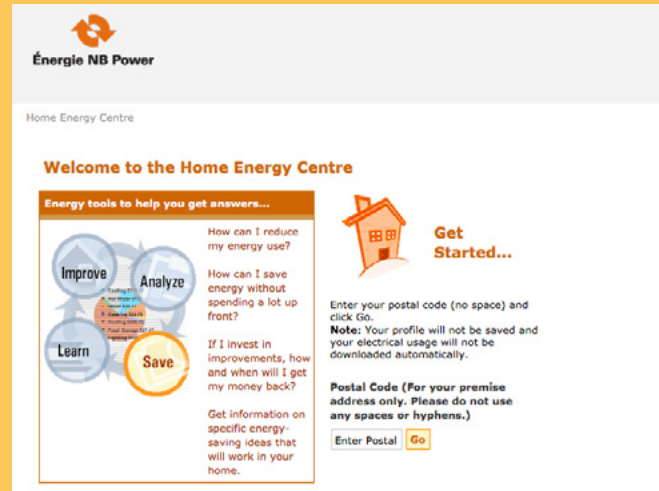 Énergie NB Power
Home Energy Centre
Welcome to the Home Energy Centre
Energy tools to help you get answers...
Improve
Analyze
Learn
Save
How can I reduce
my energy use?
How can I save
energy without
spending a lot up
front?
If I invest in
improvements, how
and when will I get
my money back?
Get information on
specific energy-
saving ideas that
will work in your
home.
Get
Started...
Enter your postal code (no space) and
click Go.
Note: Your profile will not be saved and
your electrical usage will not be
downloaded automatically.
Postal Code (For your premise
address only. Please do not use
any spaces or hyphens.)
Enter Postal
Go